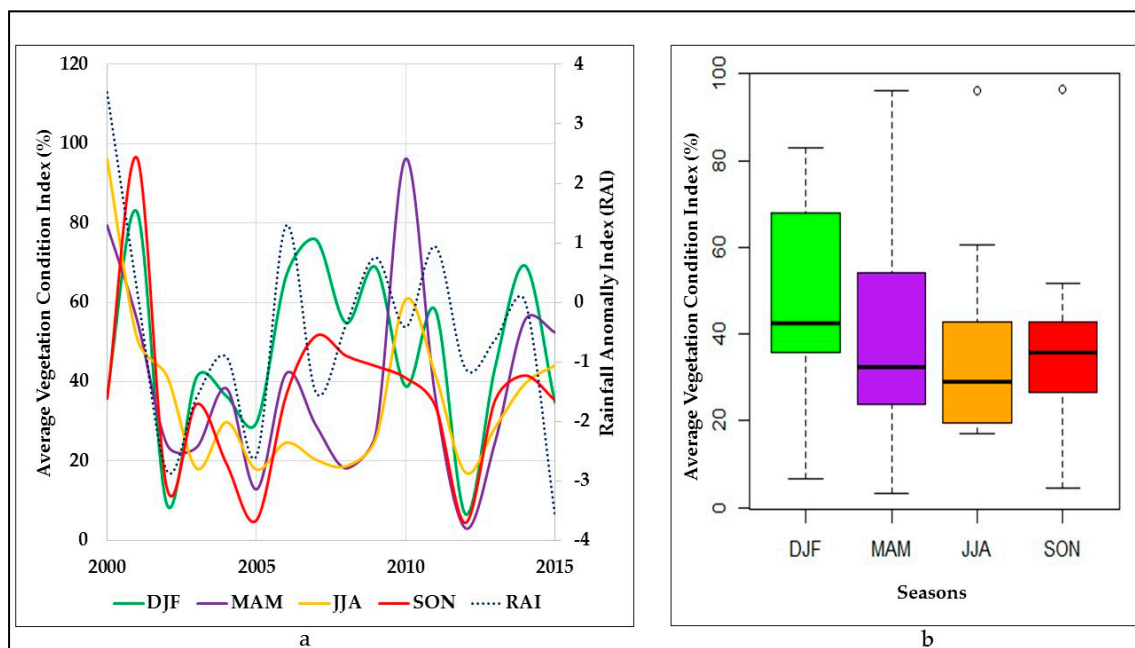 Average Vegetation Condition Index (%)
120
100
80
60
40
20
0
4
3
2
1
0
-1
-2
-3
-4
Rainfall Anomally Index (RAI)
2000 2005 2010 2015
DJF MAM JJA SON RAI
a
Average Vegetation Condition Index (%)
100
80
60
40
20
0
DJF MAM JJA SON
Seasons
b